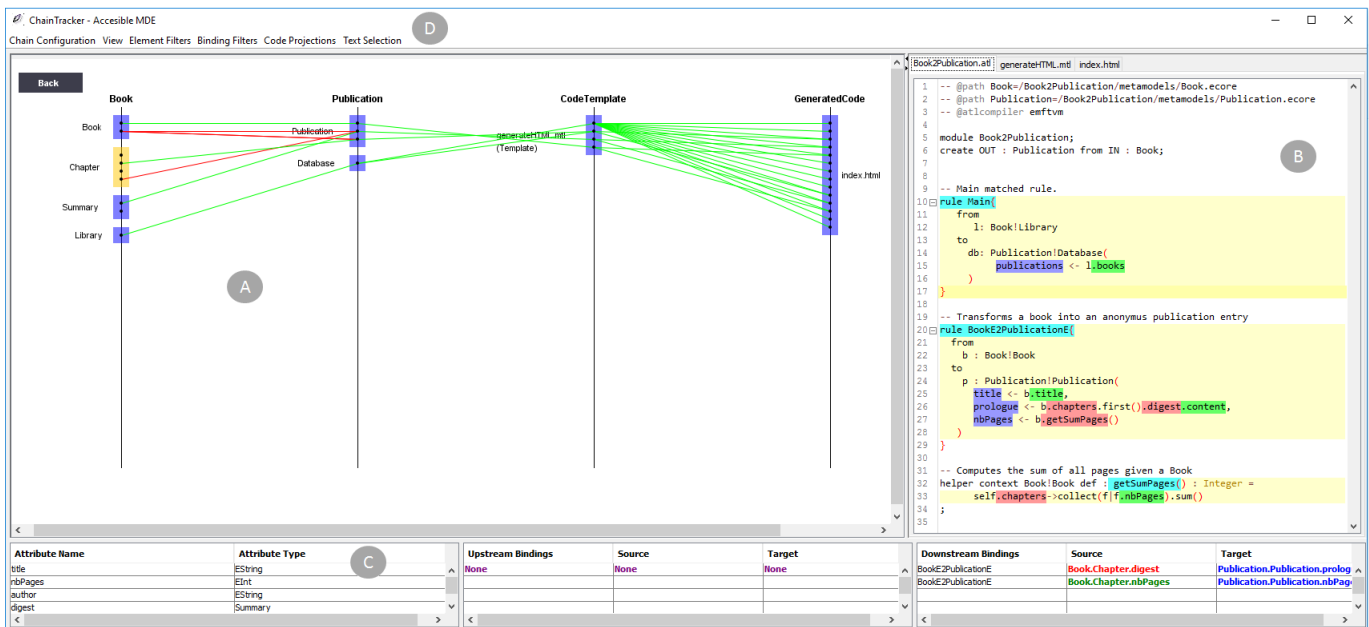 ChainTracker - Accesible MDE
D
Chain Configuration View Element Filters Binding Filters Code Projections Text Selection
Back
Book
Publication
CodeTemplate
GeneratedCode
Book
Chapter
Summary
Library
Publication
Database
generateHTML.mtl
(Template)
index.html
A
Book2Publication.atl generateHTML.mtl index.html
B
1 -- @path Book=/Book2Publication/metamodels/Book.ecore
2 -- @path Publication=/Book2Publication/metamodels/Publication.ecore
3 -- @atlcompiler emftvm
4
5 module Book2Publication;
6 create OUT : Publication from IN : Book;
7
8
9 -- Main matched rule.
10 rule Main{
11 from
12 l: Book!Library
13 to
14 db: Publication!Database(
15 publications <- l.books
16 )
17 }
18
19 -- Transforms a book into an anonymus publication entry
20 rule BookE2PublicationE{
21 from
22 b : Book!Book
23 to
24 p : Publication!Publication(
25 title <- b.title,
26 prologue <- b.chapters.first().digest.content,
27 nbPages <- b.getSumPages()
28 )
29 }
30
31 -- Computes the sum of all pages given a Book
32 helper context Book!Book def : getSumPages() : Integer =
33 self.chapters->collect(f|f.nbPages).sum()
34 ;
35
Attribute Name Attribute Type
title EString
nbPages EInt
author EString
digest Summary
C
Upstream Bindings Source Target
None None None
Downstream Bindings Source Target
BookE2PublicationE Book.Chapter.digest Publication.Publication.prolog
BookE2PublicationE Book.Chapter.nbPages Publication.Publication.nbPage